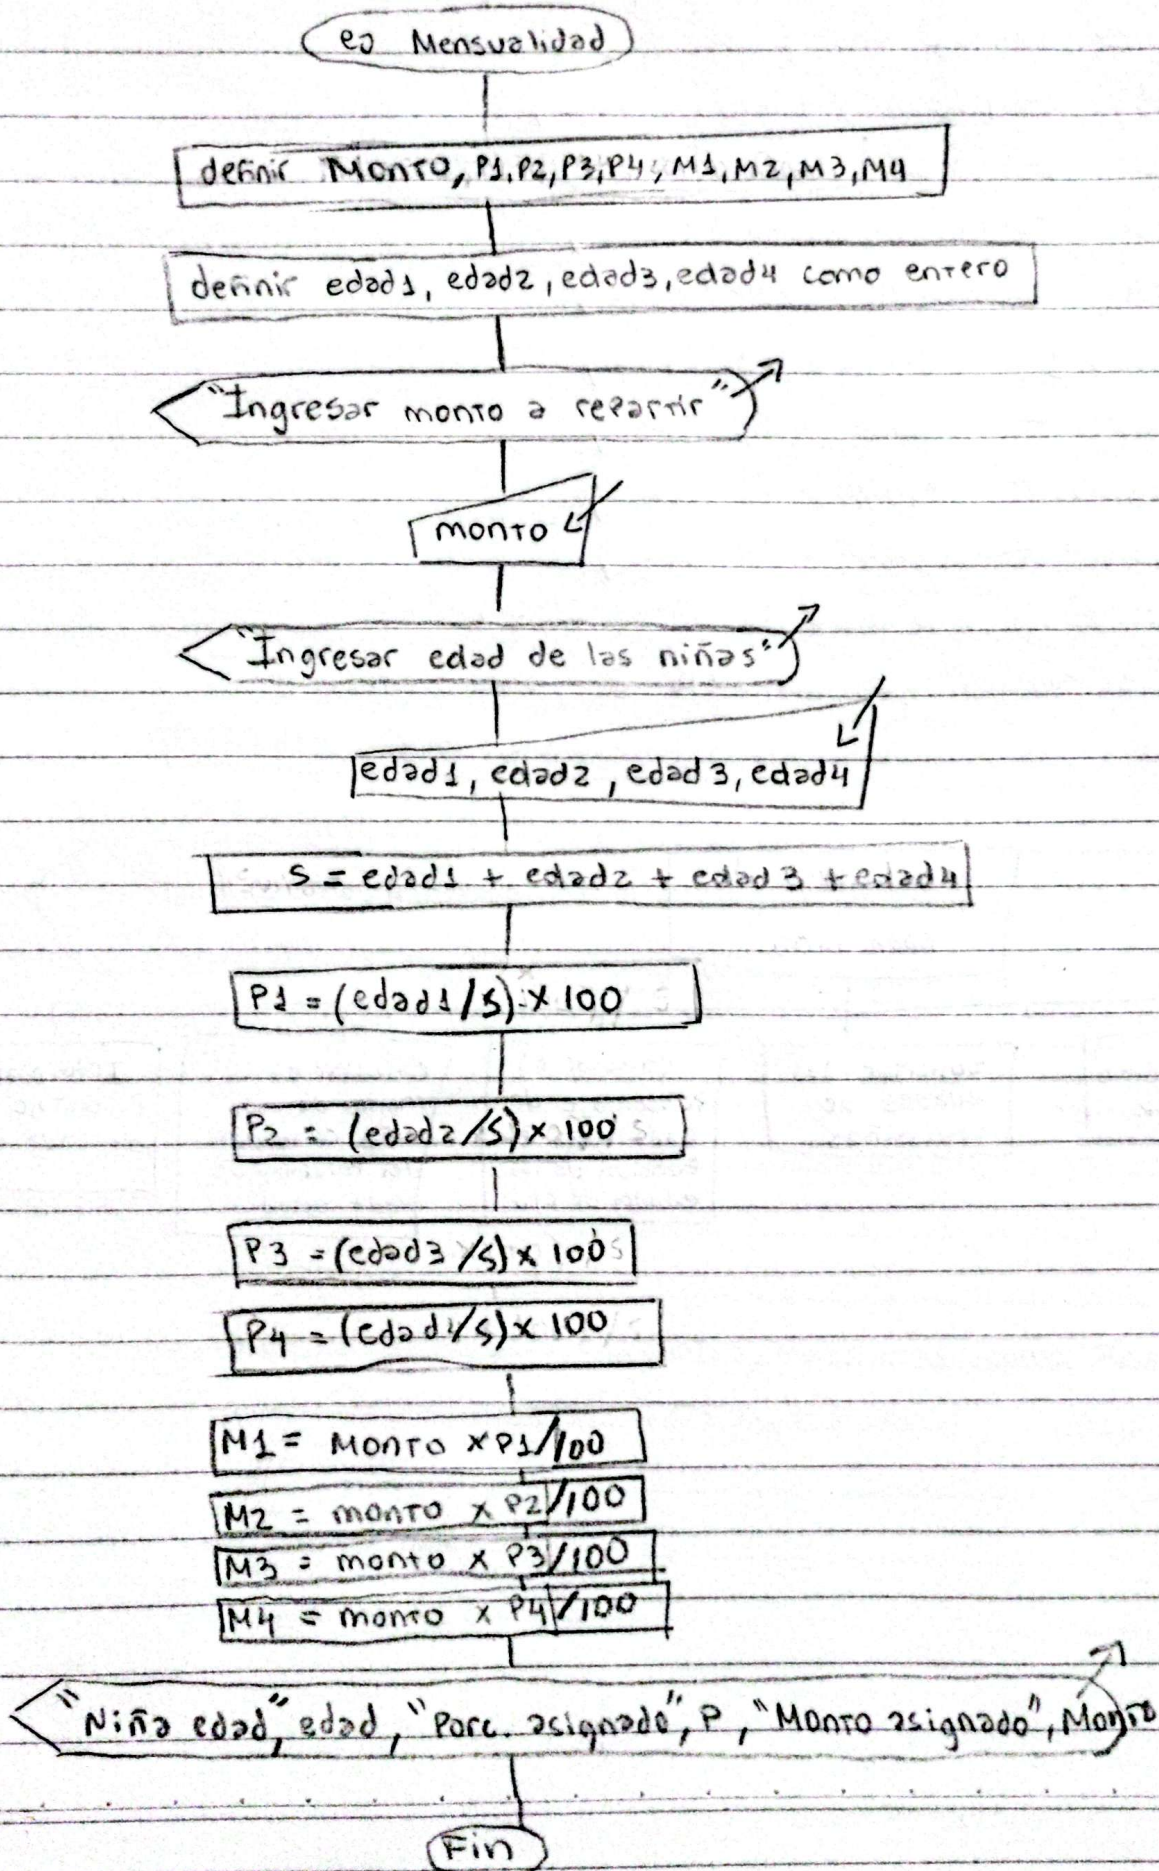 ej Mensualidad
definir Monto, P1, P2, P3, P4, M1, M2, M3, M4
definir edad1, edad2, edad3, edad4 como entero
"Ingresar monto a repartir"
monto
"Ingresar edad de las niñas"
edad1, edad2, edad3, edad4
S = edad1 + edad2 + edad3 + edad4
P1 = (edad1/S) x 100
P2 = (edad2/S) x 100
P3 = (edad3/S) x 100
P4 = (edad4/S) x 100
M1 = Monto x P1/100
M2 = monto x P2/100
M3 = monto x P3/100
M4 = monto x P4/100
"Niña edad", edad, "Porc. asignado", P, "Monto asignado", Monto
Fin